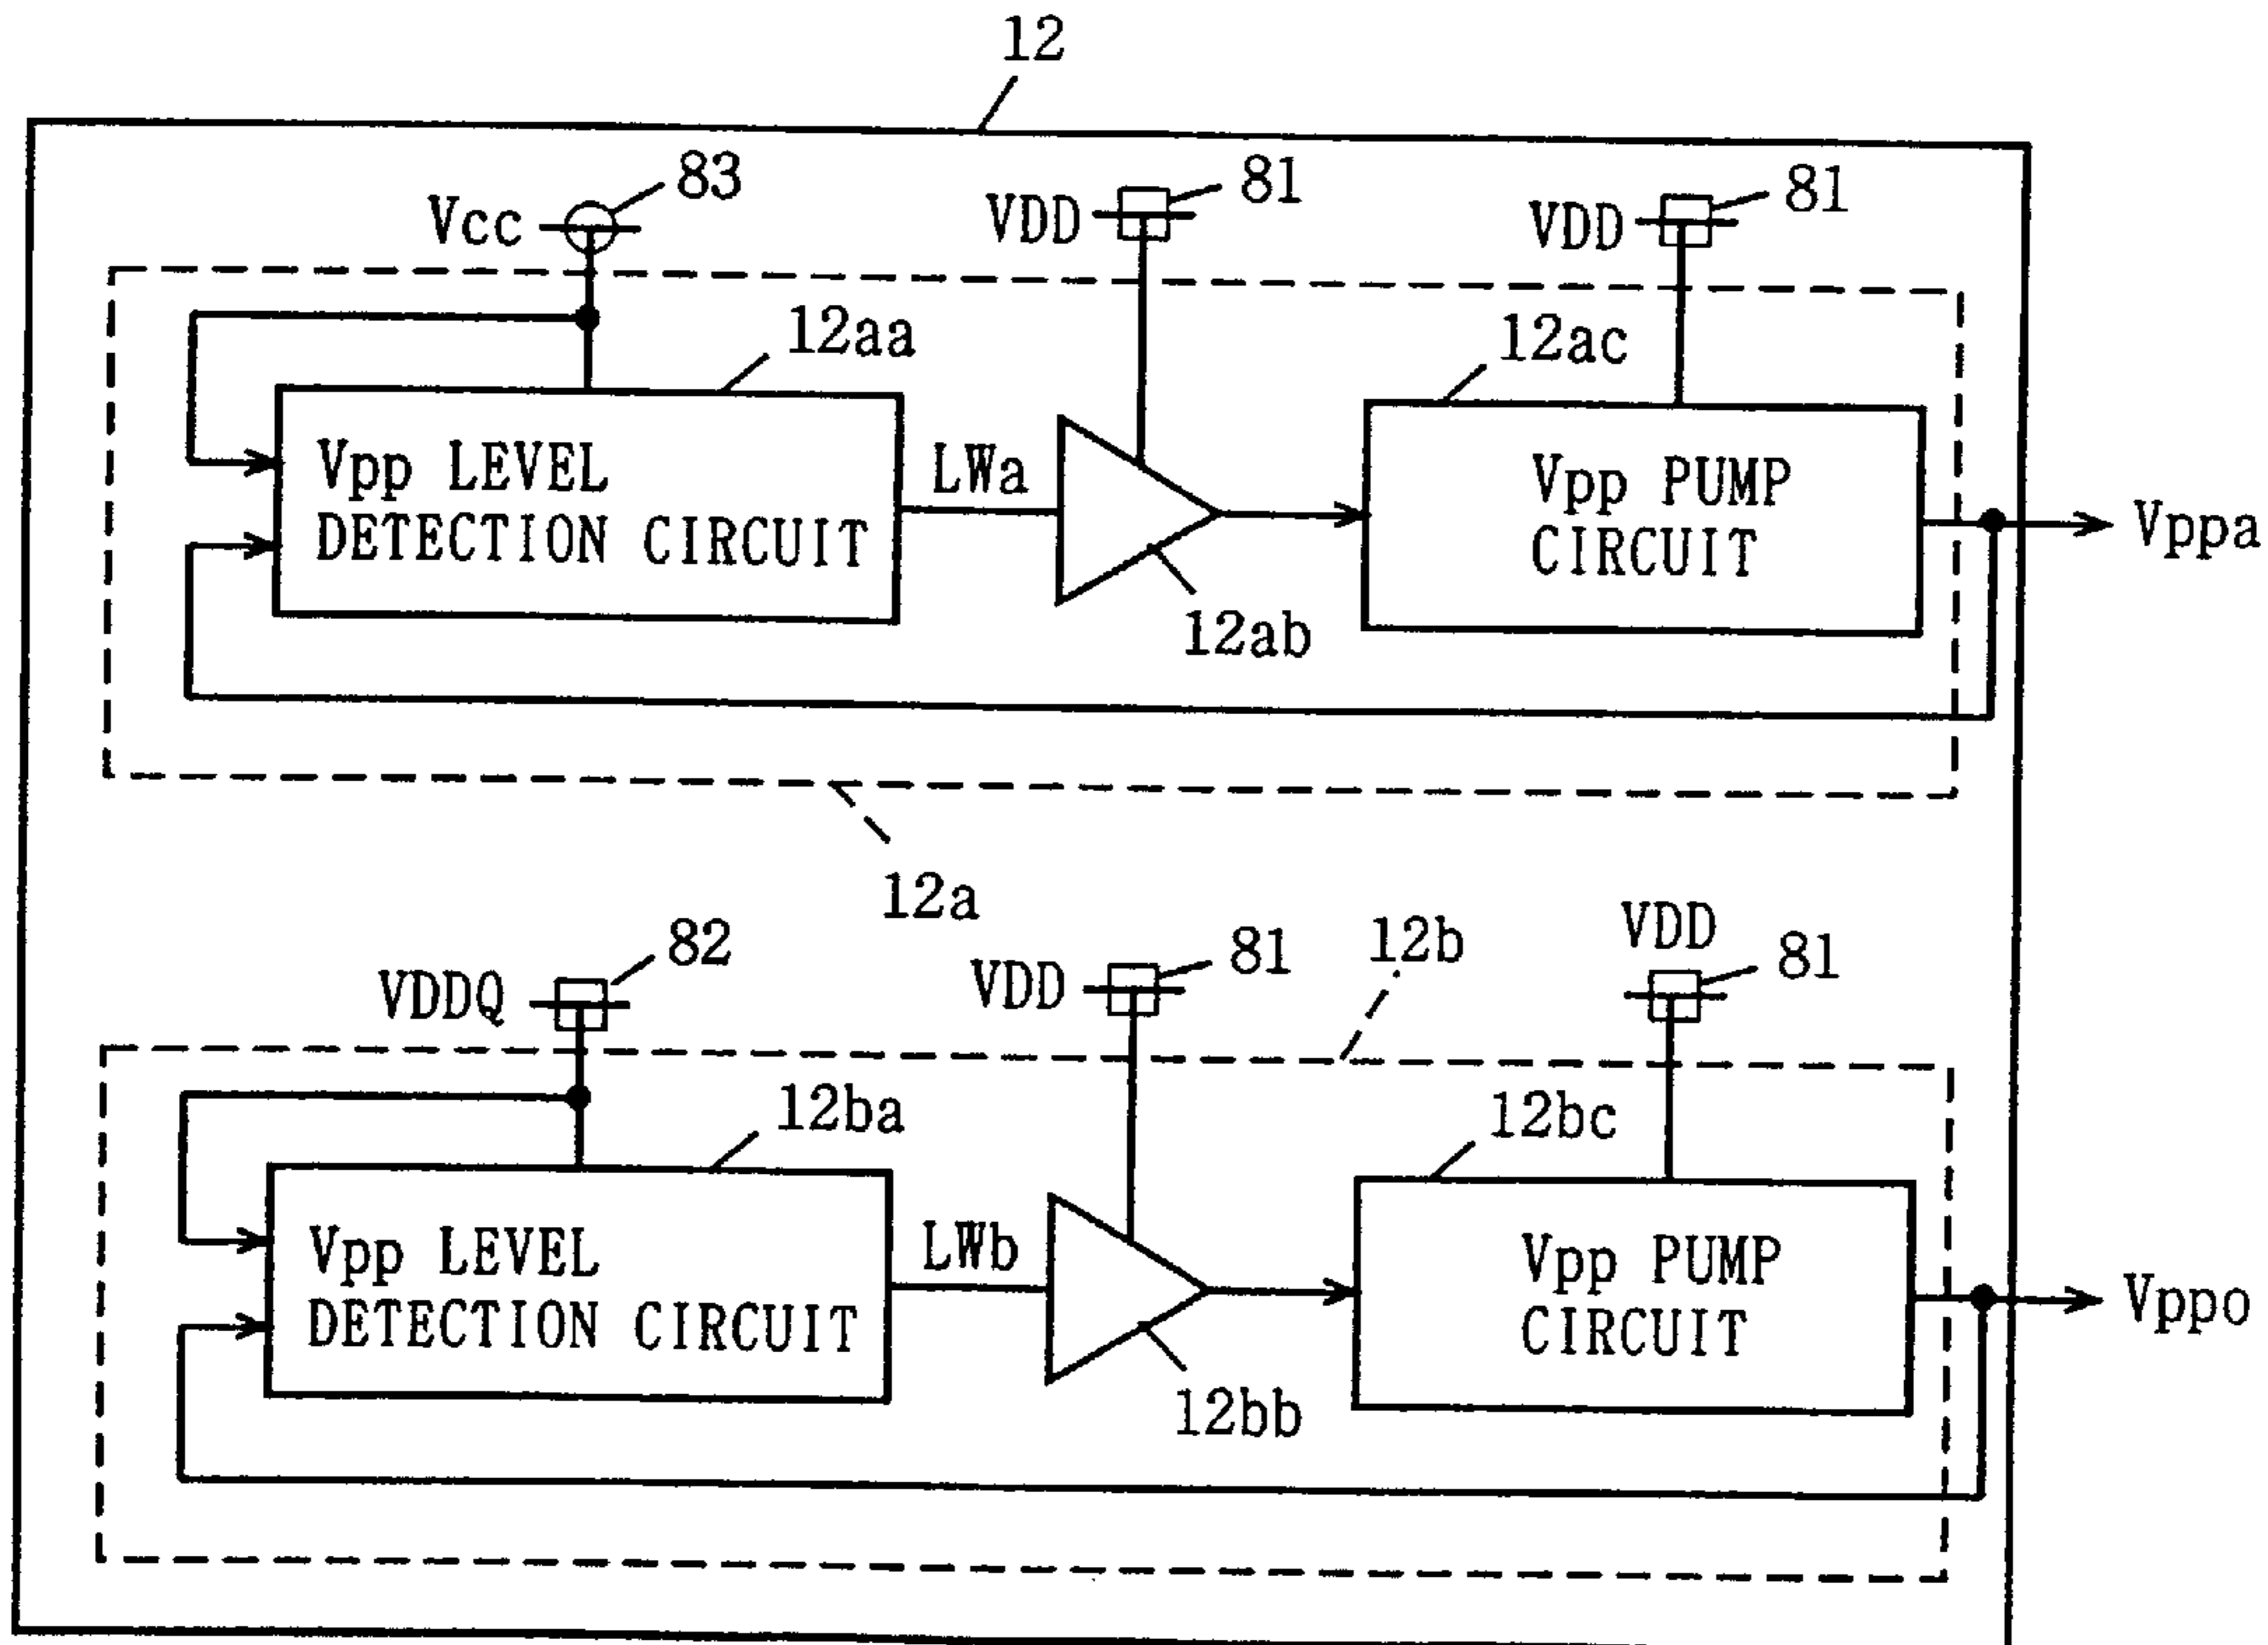 12
Vcc
83
VDD
81
VDD
81
12aa
12ac
Vpp LEVEL
DETECTION CIRCUIT
LWa
Vpp PUMP
CIRCUIT
Vppa
12ab
12a
VDDQ
82
VDD
81
12b
VDD
81
12ba
12bc
Vpp LEVEL
DETECTION CIRCUIT
LWb
Vpp PUMP
CIRCUIT
Vppo
12bb